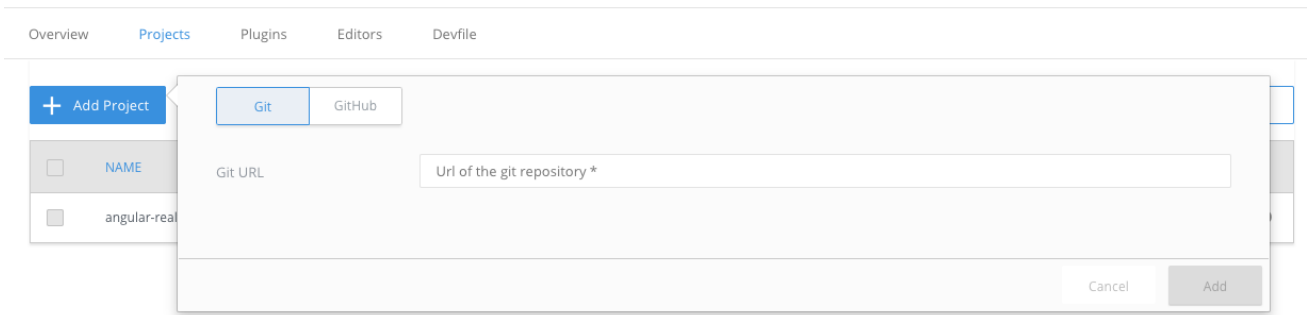 Overview Projects Plugins Editors Devfile
Add Project
Git GitHub
NAME
Git URL Url of the git repository *
angular-real
Cancel Add